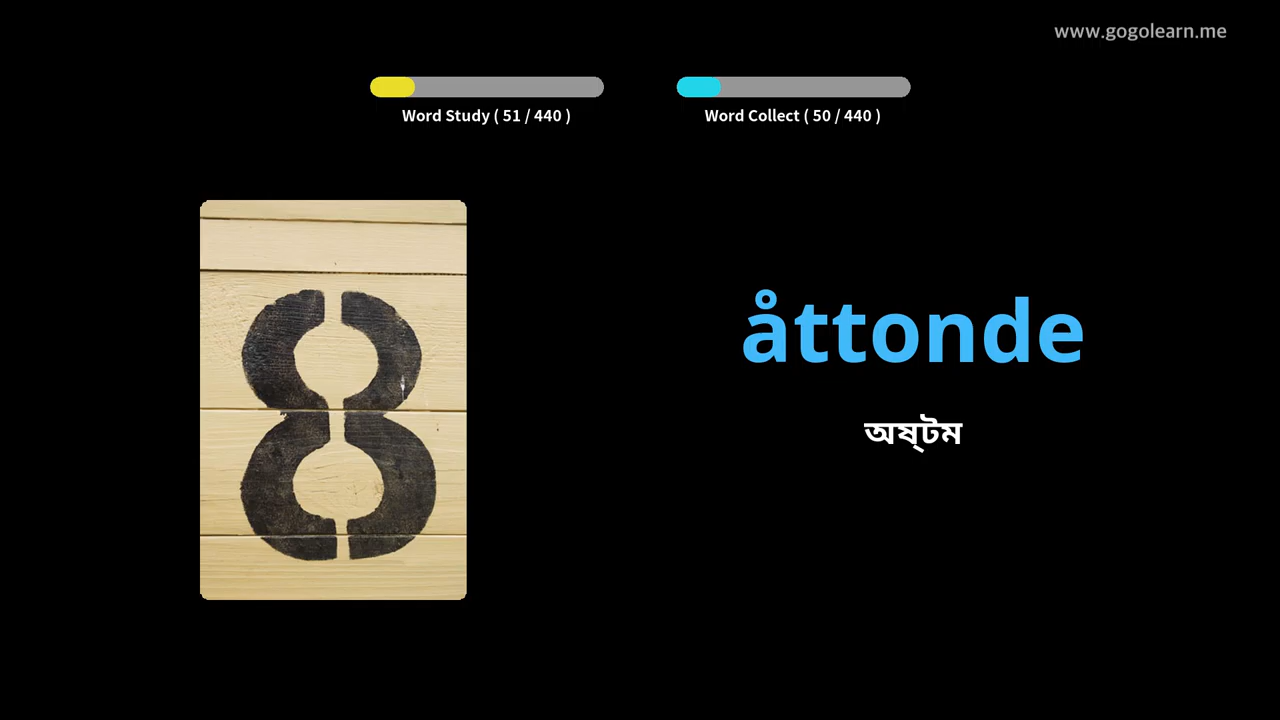 www.gogolearn.me
Word Study ( 51 / 440 )
Word Collect ( 50 / 440 )
8
åttonde
অষ্টম